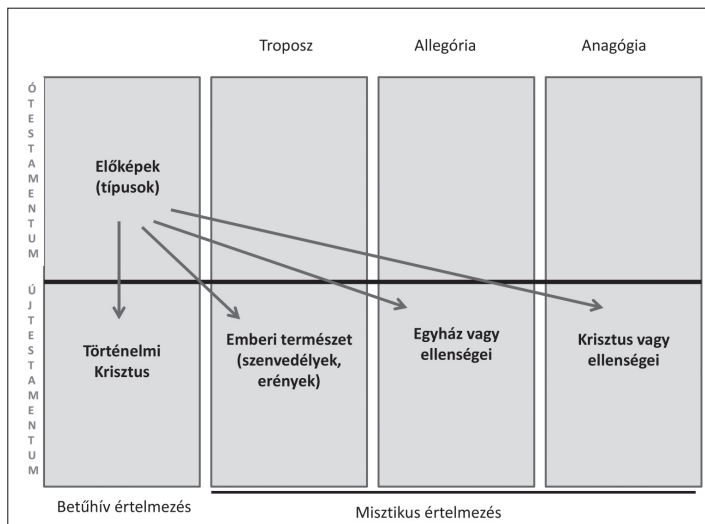 Troposz
Allegória
Anagógia
ÓTESTAMENTUM
Előképek
(típusok)
ÚJTESTAMENTUM
Történelmi
Krisztus
Emberi természet
(szenvedélyek,
erények)
Egyház vagy
ellenségei
Krisztus vagy
ellenségei
Betűhív értelmezés
Misztikus értelmezés